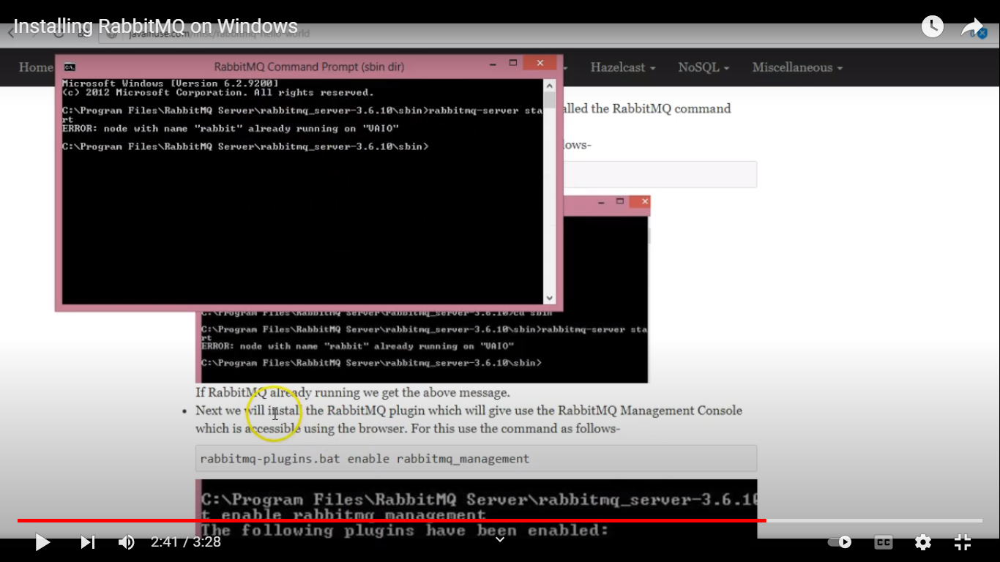 Installing RabbitMQ on Windows
javainuse.com/misc/rabbitmq-hello-world
Home
Hazelcast
NoSQL
Miscellaneous
RabbitMQ Command Prompt (sbin dir)
Microsoft Windows [Version 6.2.9200]
(c) 2012 Microsoft Corporation. All rights reserved.
C:\Program Files\RabbitMQ Server\rabbitmq_server-3.6.10\sbin>rabbitmq-server sta
rt
ERROR: node with name "rabbit" already running on "VAIO"
C:\Program Files\RabbitMQ Server\rabbitmq_server-3.6.10\sbin>
alled the RabbitMQ command
lows-
C:\Program Files\RabbitMQ Server\rabbitmq_server-3.6.10>cd sbin
C:\Program Files\RabbitMQ Server\rabbitmq_server-3.6.10\sbin>rabbitmq-server sta
rt
ERROR: node with name "rabbit" already running on "VAIO"
C:\Program Files\RabbitMQ Server\rabbitmq_server-3.6.10\sbin>
If RabbitMQ already running we get the above message.
• Next we will install the RabbitMQ plugin which will give use the RabbitMQ Management Console
which is accessible using the browser. For this use the command as follows-
rabbitmq-plugins.bat enable rabbitmq_management
C:\Program Files\RabbitMQ Server\rabbitmq_server-3.6.10
t enable rabbitmq_management
The following plugins have been enabled:
2:41 / 3:28
CC